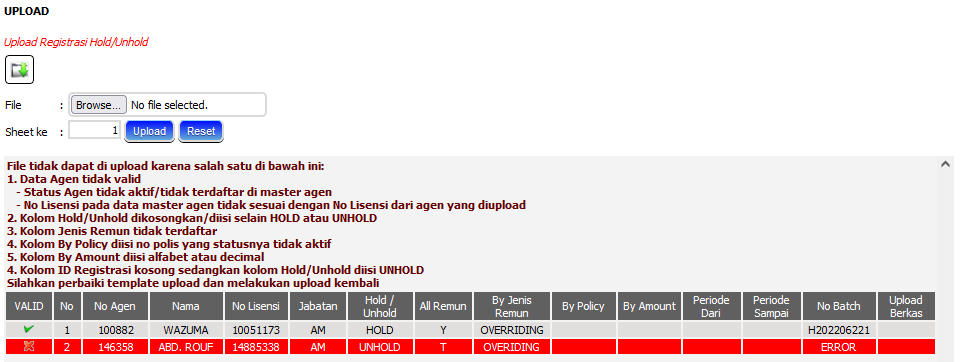 UPLOAD
Upload Registrasi Hold/Unhold
File : Browse... No file selected.
Sheet ke : 1 Upload Reset
File tidak dapat di upload karena salah satu di bawah ini:
1. Data Agen tidak valid
- Status Agen tidak aktif/tidak terdaftar di master agen
- No Lisensi pada data master agen tidak sesuai dengan No Lisensi dari agen yang diupload
2. Kolom Hold/Unhold dikosongkan/diisi selain HOLD atau UNHOLD
3. Kolom Jenis Remun tidak terdaftar
4. Kolom By Policy diisi no polis yang statusnya tidak aktif
5. Kolom By Amount diisi alfabet atau decimal
4. Kolom ID Registrasi kosong sedangkan kolom Hold/Unhold diisi UNHOLD
Silahkan perbaiki template upload dan melakukan upload kembali
VALID No No Agen Nama No Lisensi Jabatan Hold / Unhold All Remun By Jenis Remun By Policy By Amount Periode Dari Periode Sampai No Batch Upload Berkas
1 100882 WAZUMA 10051173 AM HOLD Y OVERRIDING H202206221
2 146358 ABD. ROUF 14885338 AM UNHOLD T OVERIDING ERROR